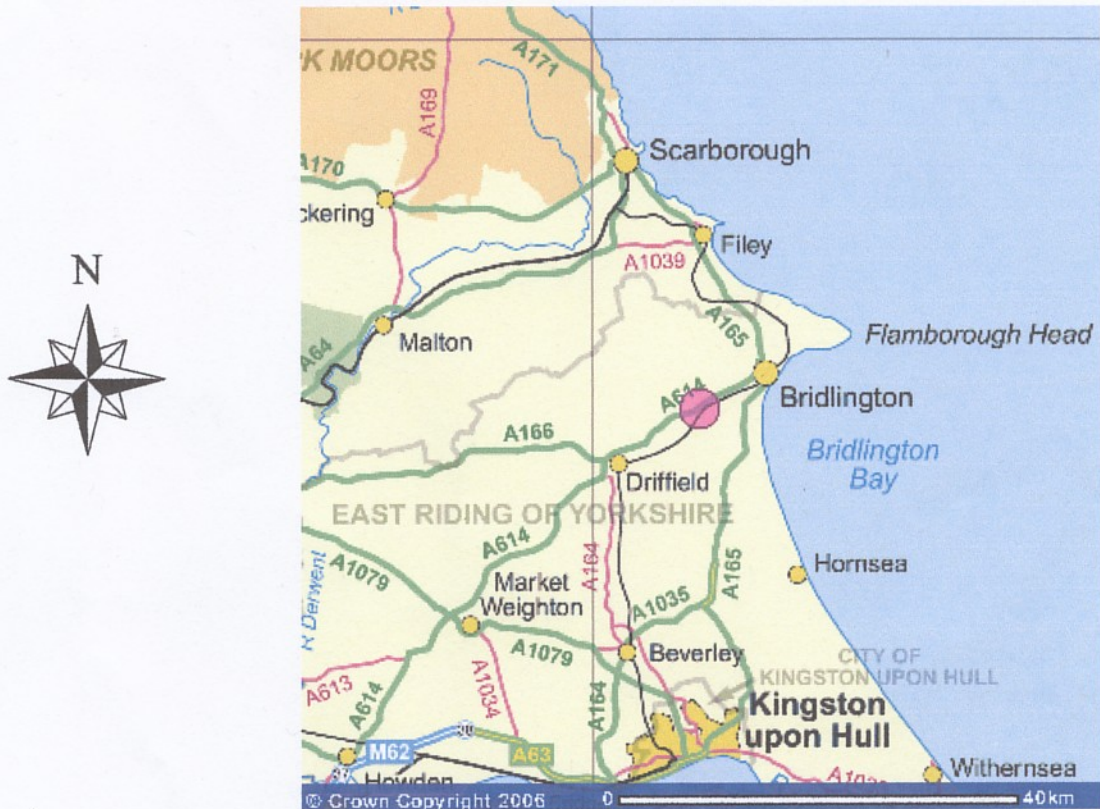 N
K MOORS
A171
A169
Scarborough
A170
ckering
Filey
A1039
A165
Flamborough Head
Malton
A64
A614
Bridlington
A166
Bridlington
Bay
Driffield
EAST RIDING OF YORKSHIRE
A614
A164
A165
Hornsea
A1079
R Derwent
Market
Weighton
A1035
A1079
Beverley
CITY OF
KINGSTON UPON HULL
A613
A614
A1034
A164
Kingston
upon Hull
38
M62
A63
Howden
Withernsea
© Crown Copyright 2006
0
40km